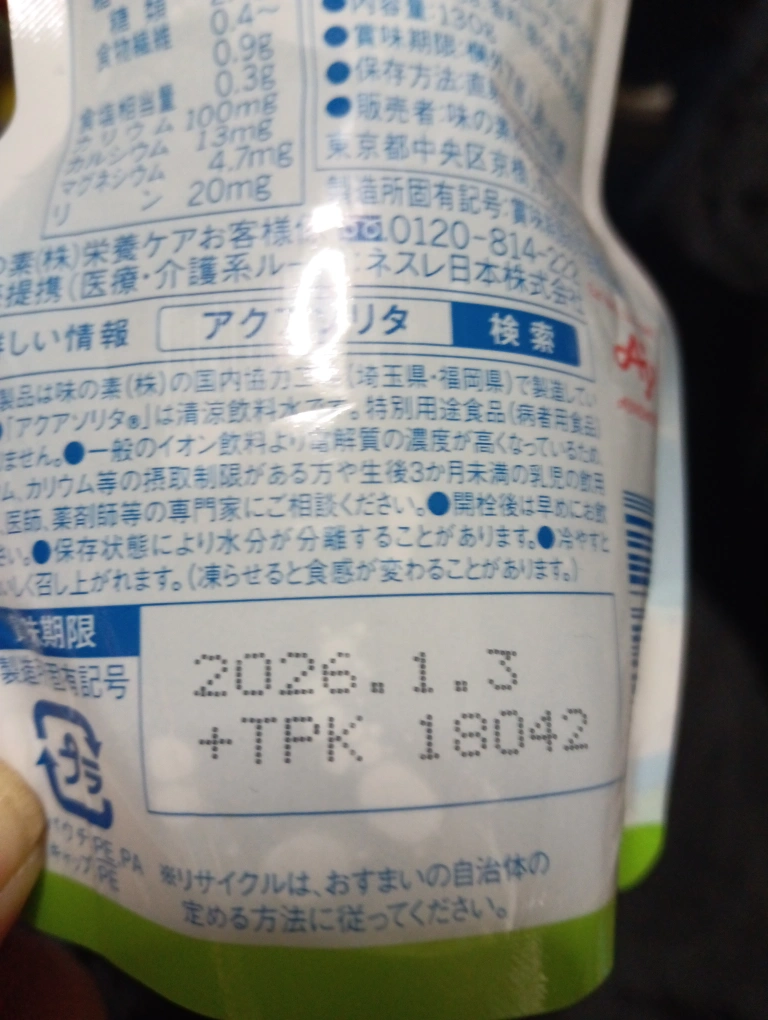 糖類
0.4~
食物繊維
0.9g
0.3g
食塩相当量
カリウム 100mg
カルシウム 13mg
マグネシウム 4.7mg
リン 20mg
●内容量:130g
●賞味期限:
●保存方法:直
●販売者:味の素
東京都中央区京橋
製造所固有記号:賞味
素(株)栄養ケアお客様 0120-814-22
提携(医療・介護系ル ネスレ日本株式会社
しい情報 アクアソリタ 検索
製品は味の素(株)の国内協力工場(埼玉県・福岡県)で製造してい
「アクアソリタ®」は清涼飲料水です。特別用途食品(病者用食品)
ません。●一般のイオン飲料より電解質の濃度が高くなっているため、
ム、カリウム等の摂取制限がある方や生後3か月未満の乳児の飲用
、医師、薬剤師等の専門家にご相談ください。●開栓後は早めにお飲
さい。●保存状態により水分が分離することがあります。●冷やすと
いしく召し上がれます。(凍らせると食感が変わることがあります。)
味期限
製造所固有記号
2026.1.3
+TPK 18042
プラ
パウチ:PE,PA
キャップ:PE
※リサイクルは、おすまいの自治体の
定める方法に従ってください。